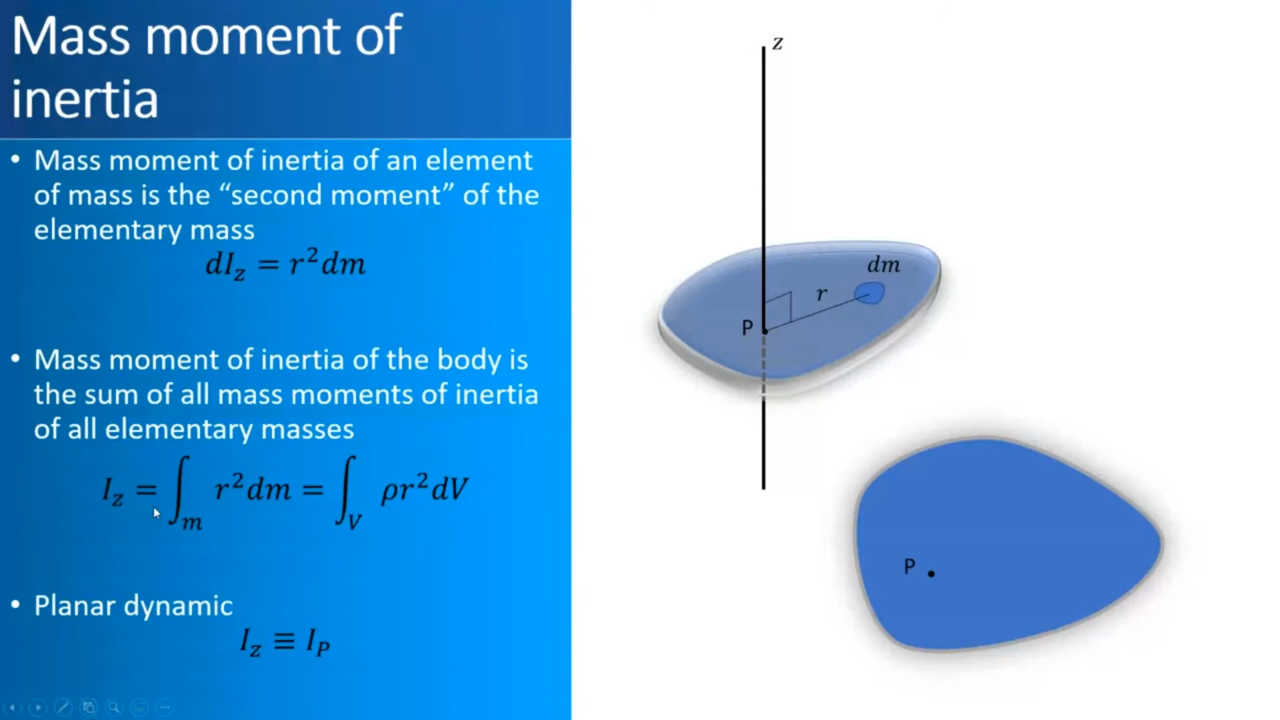 Mass moment of
inertia
• Mass moment of inertia of an element
of mass is the “second moment” of the
elementary mass
dI_z = r²dm
• Mass moment of inertia of the body is
the sum of all mass moments of inertia
of all elementary masses
I_z = ∫_m r²dm = ∫_V ρr²dV
• Planar dynamic
I_z ≡ I_P
z
dm
r
P
P